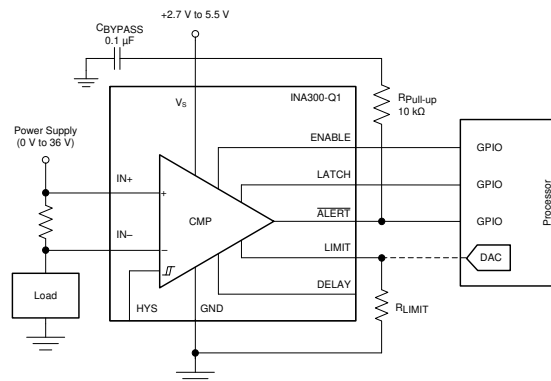 +2.7 V to 5.5 V
CBYPASS
0.1 µF
INA300-Q1
VS
RPull-up
10 kΩ
Power Supply
(0 V to 36 V)
ENABLE
GPIO
IN+
LATCH
GPIO
+
CMP
ALERT
GPIO
Processor
IN–
–
LIMIT
DAC
Load
DELAY
HYS
GND
RLIMIT